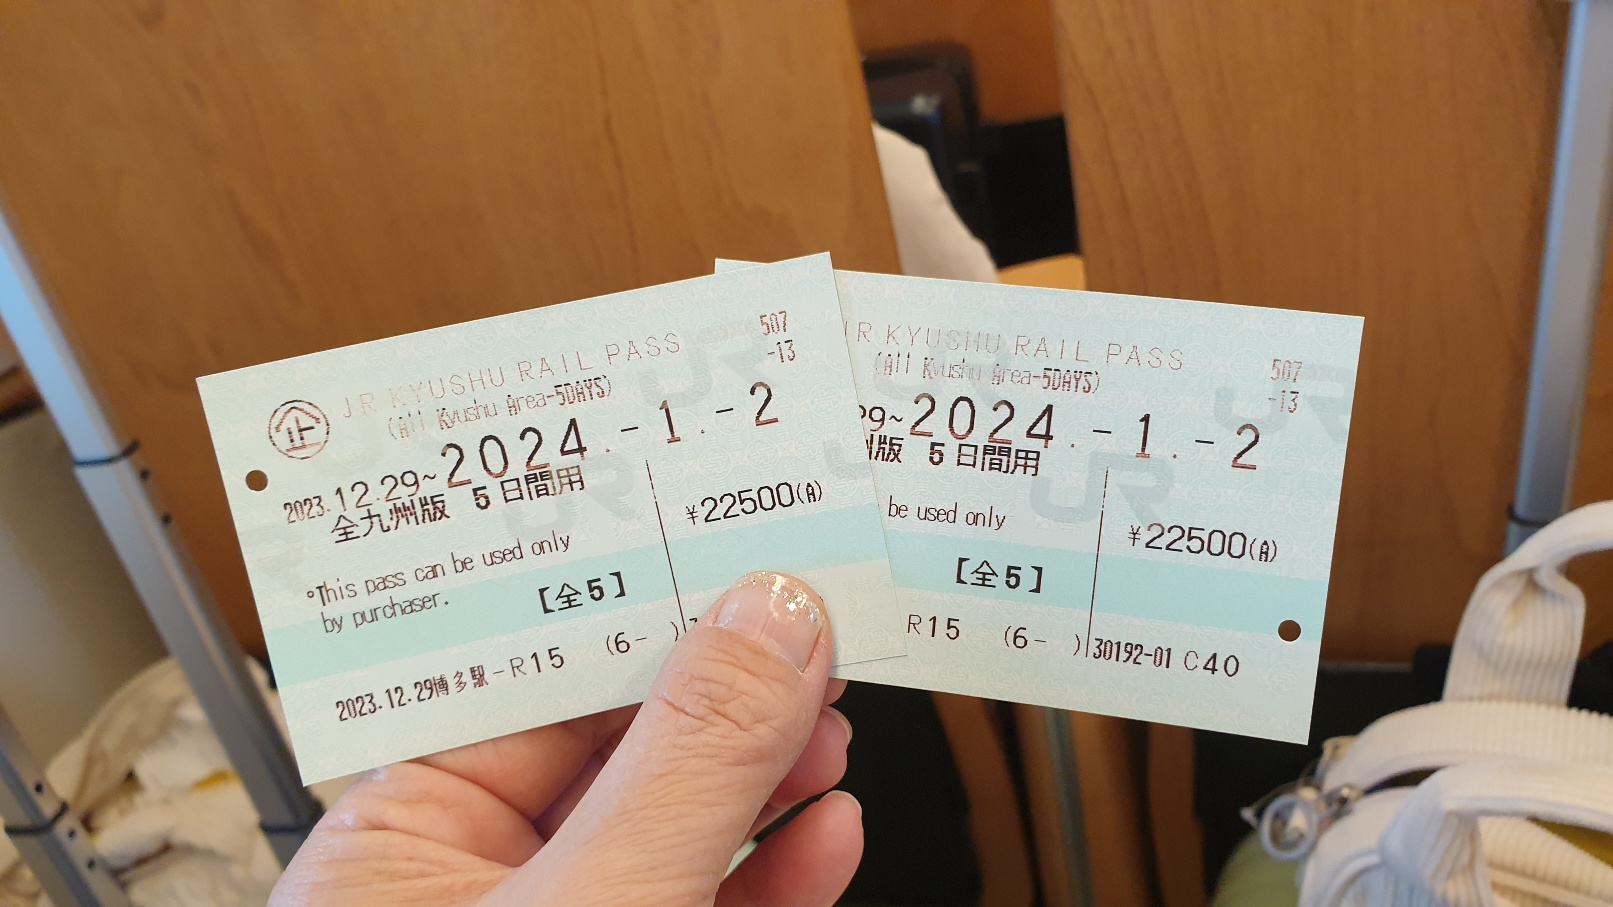 JR KYUSHU RAIL PASS
507
-13
企
(All Kyushu Area-5DAYS)
2023.12.29~2024.-1.-2
全九州版 5日間用
¥22500(A)
°This pass can be used only
by purchaser.
【全5】
2023.12.29博多駅-R15 (6- )
JR KYUSHU RAIL PASS
507
-13
(All Kyushu Area-5DAYS)
29~2024.-1.-2
州版 5日間用
¥22500(A)
be used only
【全5】
R15 (6- ) 30192-01 C40